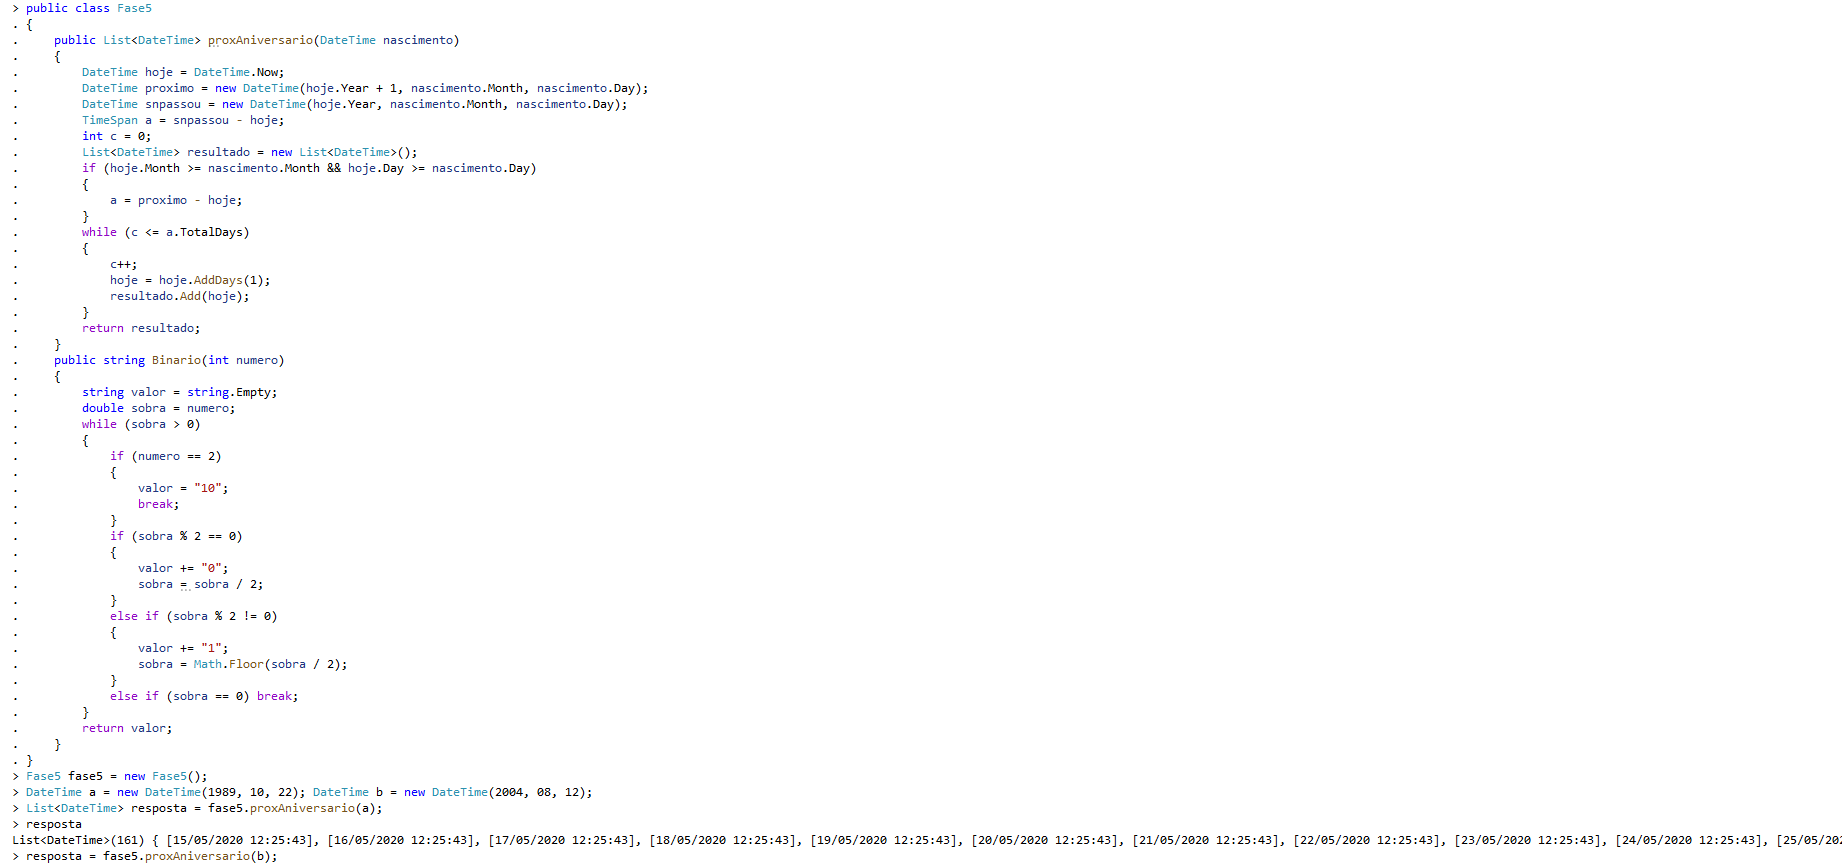 > public class Fase5
. {
.     public List<DateTime> proxAniversario(DateTime nascimento)
.     {
.         DateTime hoje = DateTime.Now;
.         DateTime proximo = new DateTime(hoje.Year + 1, nascimento.Month, nascimento.Day);
.         DateTime snpassou = new DateTime(hoje.Year, nascimento.Month, nascimento.Day);
.         TimeSpan a = snpassou - hoje;
.         int c = 0;
.         List<DateTime> resultado = new List<DateTime>();
.         if (hoje.Month >= nascimento.Month && hoje.Day >= nascimento.Day)
.         {
.             a = proximo - hoje;
.         }
.         while (c <= a.TotalDays)
.         {
.             c++;
.             hoje = hoje.AddDays(1);
.             resultado.Add(hoje);
.         }
.         return resultado;
.     }
.     public string Binario(int numero)
.     {
.         string valor = string.Empty;
.         double sobra = numero;
.         while (sobra > 0)
.         {
.             if (numero == 2)
.             {
.                 valor = "10";
.                 break;
.             }
.             if (sobra % 2 == 0)
.             {
.                 valor += "0";
.                 sobra = sobra / 2;
.             }
.             else if (sobra % 2 != 0)
.             {
.                 valor += "1";
.                 sobra = Math.Floor(sobra / 2);
.             }
.             else if (sobra == 0) break;
.         }
.         return valor;
.     }
. }
> Fase5 fase5 = new Fase5();
> DateTime a = new DateTime(1989, 10, 22); DateTime b = new DateTime(2004, 08, 12);
> List<DateTime> resposta = fase5.proxAniversario(a);
> resposta
List<DateTime>(161) { [15/05/2020 12:25:43], [16/05/2020 12:25:43], [17/05/2020 12:25:43], [18/05/2020 12:25:43], [19/05/2020 12:25:43], [20/05/2020 12:25:43], [21/05/2020 12:25:43], [22/05/2020 12:25:43], [23/05/2020 12:25:43], [24/05/2020 12:25:43], [25/05/202
> resposta = fase5.proxAniversario(b);